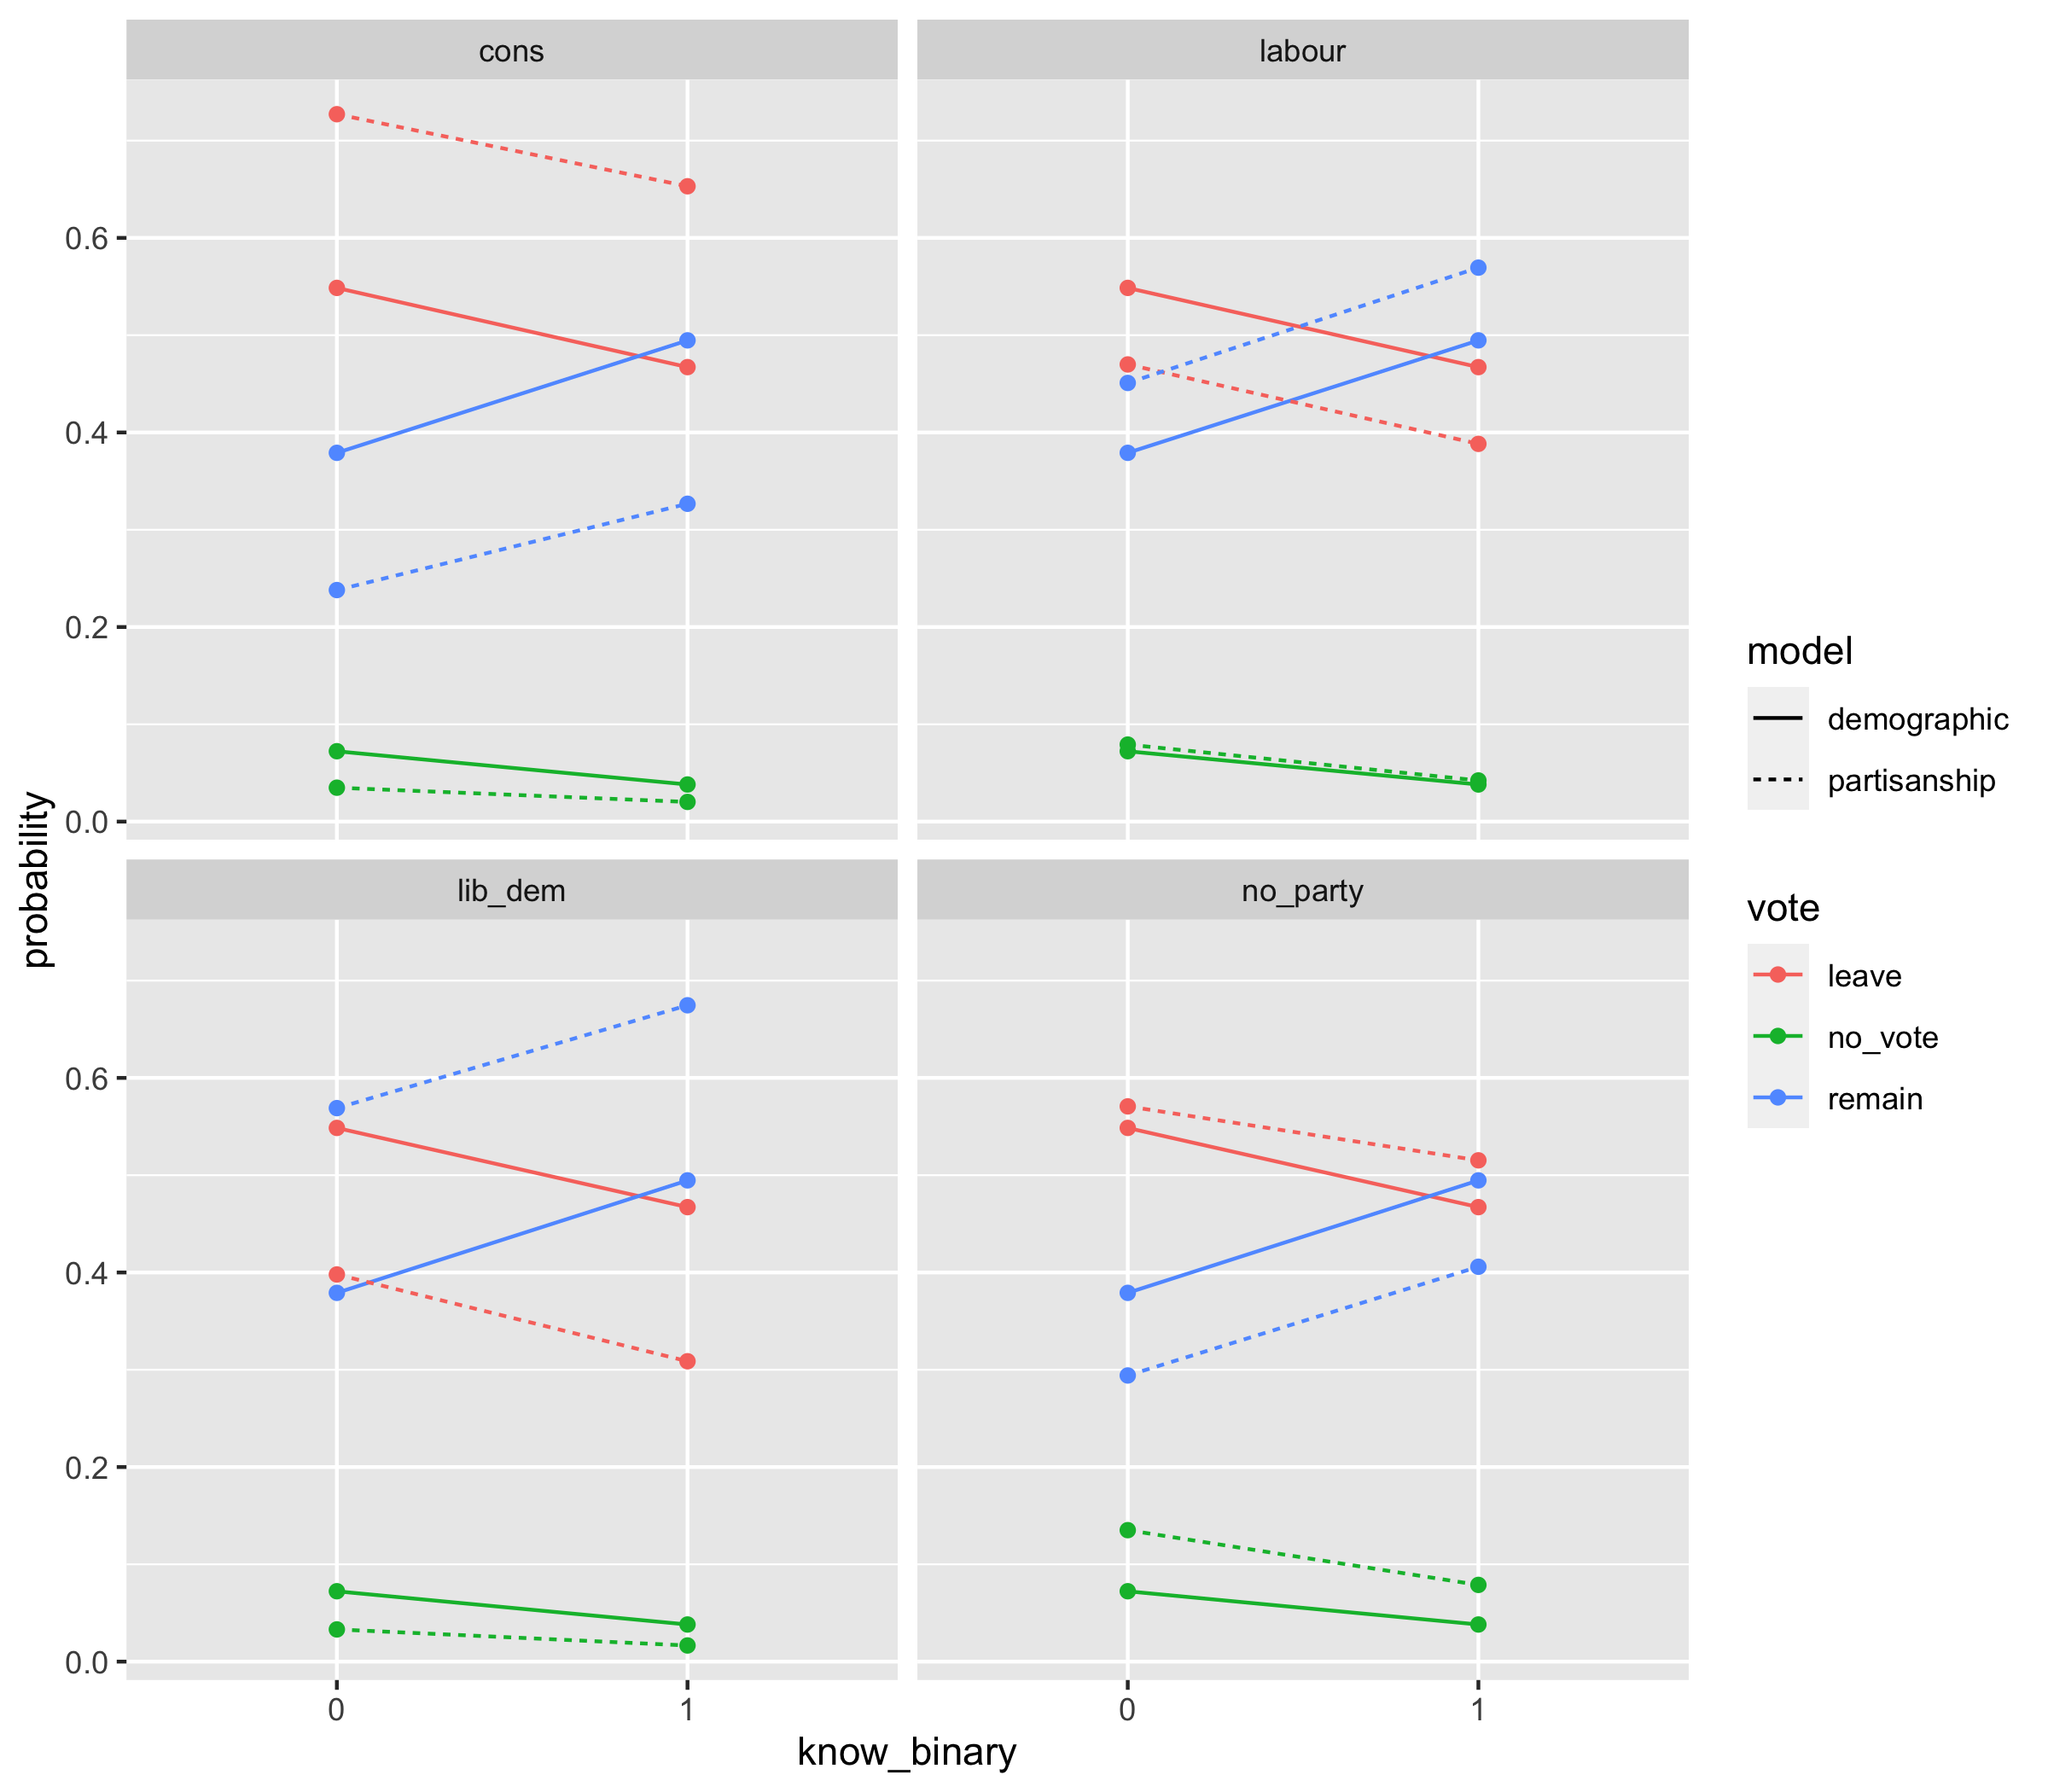 cons
labour
0.6
0.4
0.2
0.0
lib_dem
no_party
0.6
0.4
0.2
0.0
0
1
0
1
know_binary
probability
model
demographic
partisanship
vote
leave
no_vote
remain